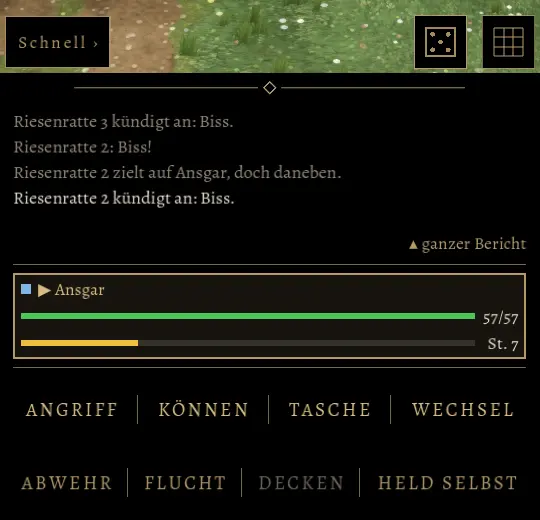 Schnell ›
Riesenratte 3 kündigt an: Biss.
Riesenratte 2: Biss!
Riesenratte 2 zielt auf Ansgar, doch daneben.
Riesenratte 2 kündigt an: Biss.
▲ ganzer Bericht
▶ Ansgar
57/57
St. 7
ANGRIFF KÖNNEN TASCHE WECHSEL
ABWEHR FLUCHT DECKEN HELD SELBST